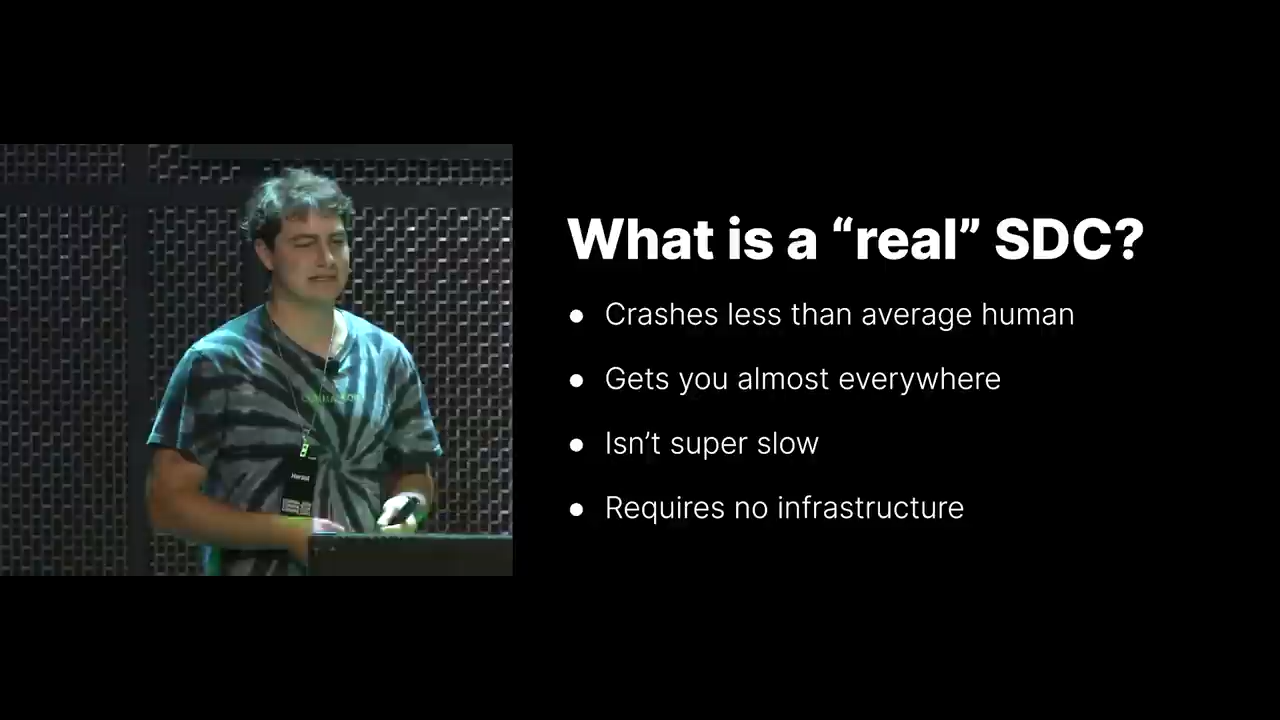 What is a “real” SDC?
● Crashes less than average human
● Gets you almost everywhere
● Isn’t super slow
● Requires no infrastructure